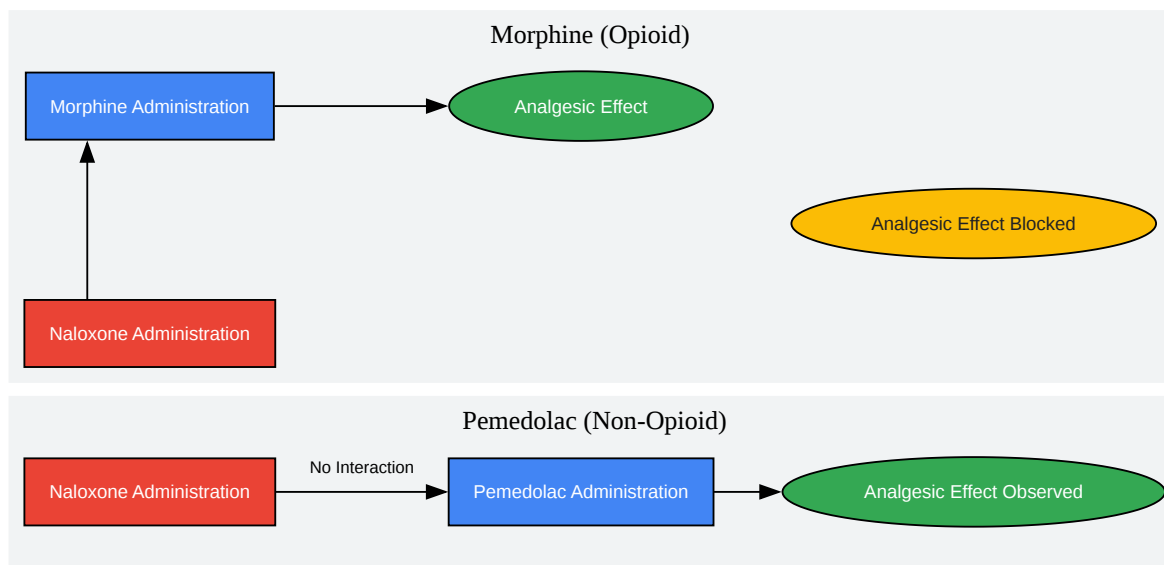 Morphine (Opioid)
Morphine Administration
Analgesic Effect
Analgesic Effect Blocked
Naloxone Administration
Pemedolac (Non-Opioid)
Naloxone Administration
No Interaction
Pemedolac Administration
Analgesic Effect Observed